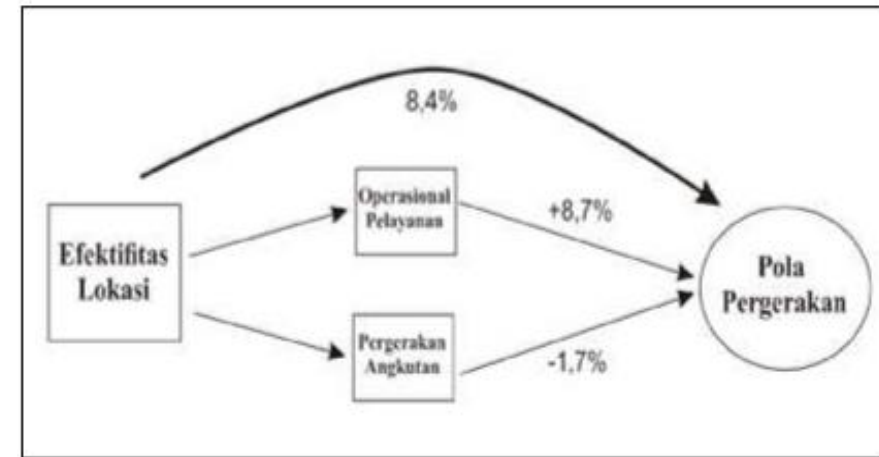 8,4%
Operasional
Pelayanan
+8,7%
Efektifitas
Lokasi
Pola
Pergerakan
Pergerakan
Angkutan
-1,7%